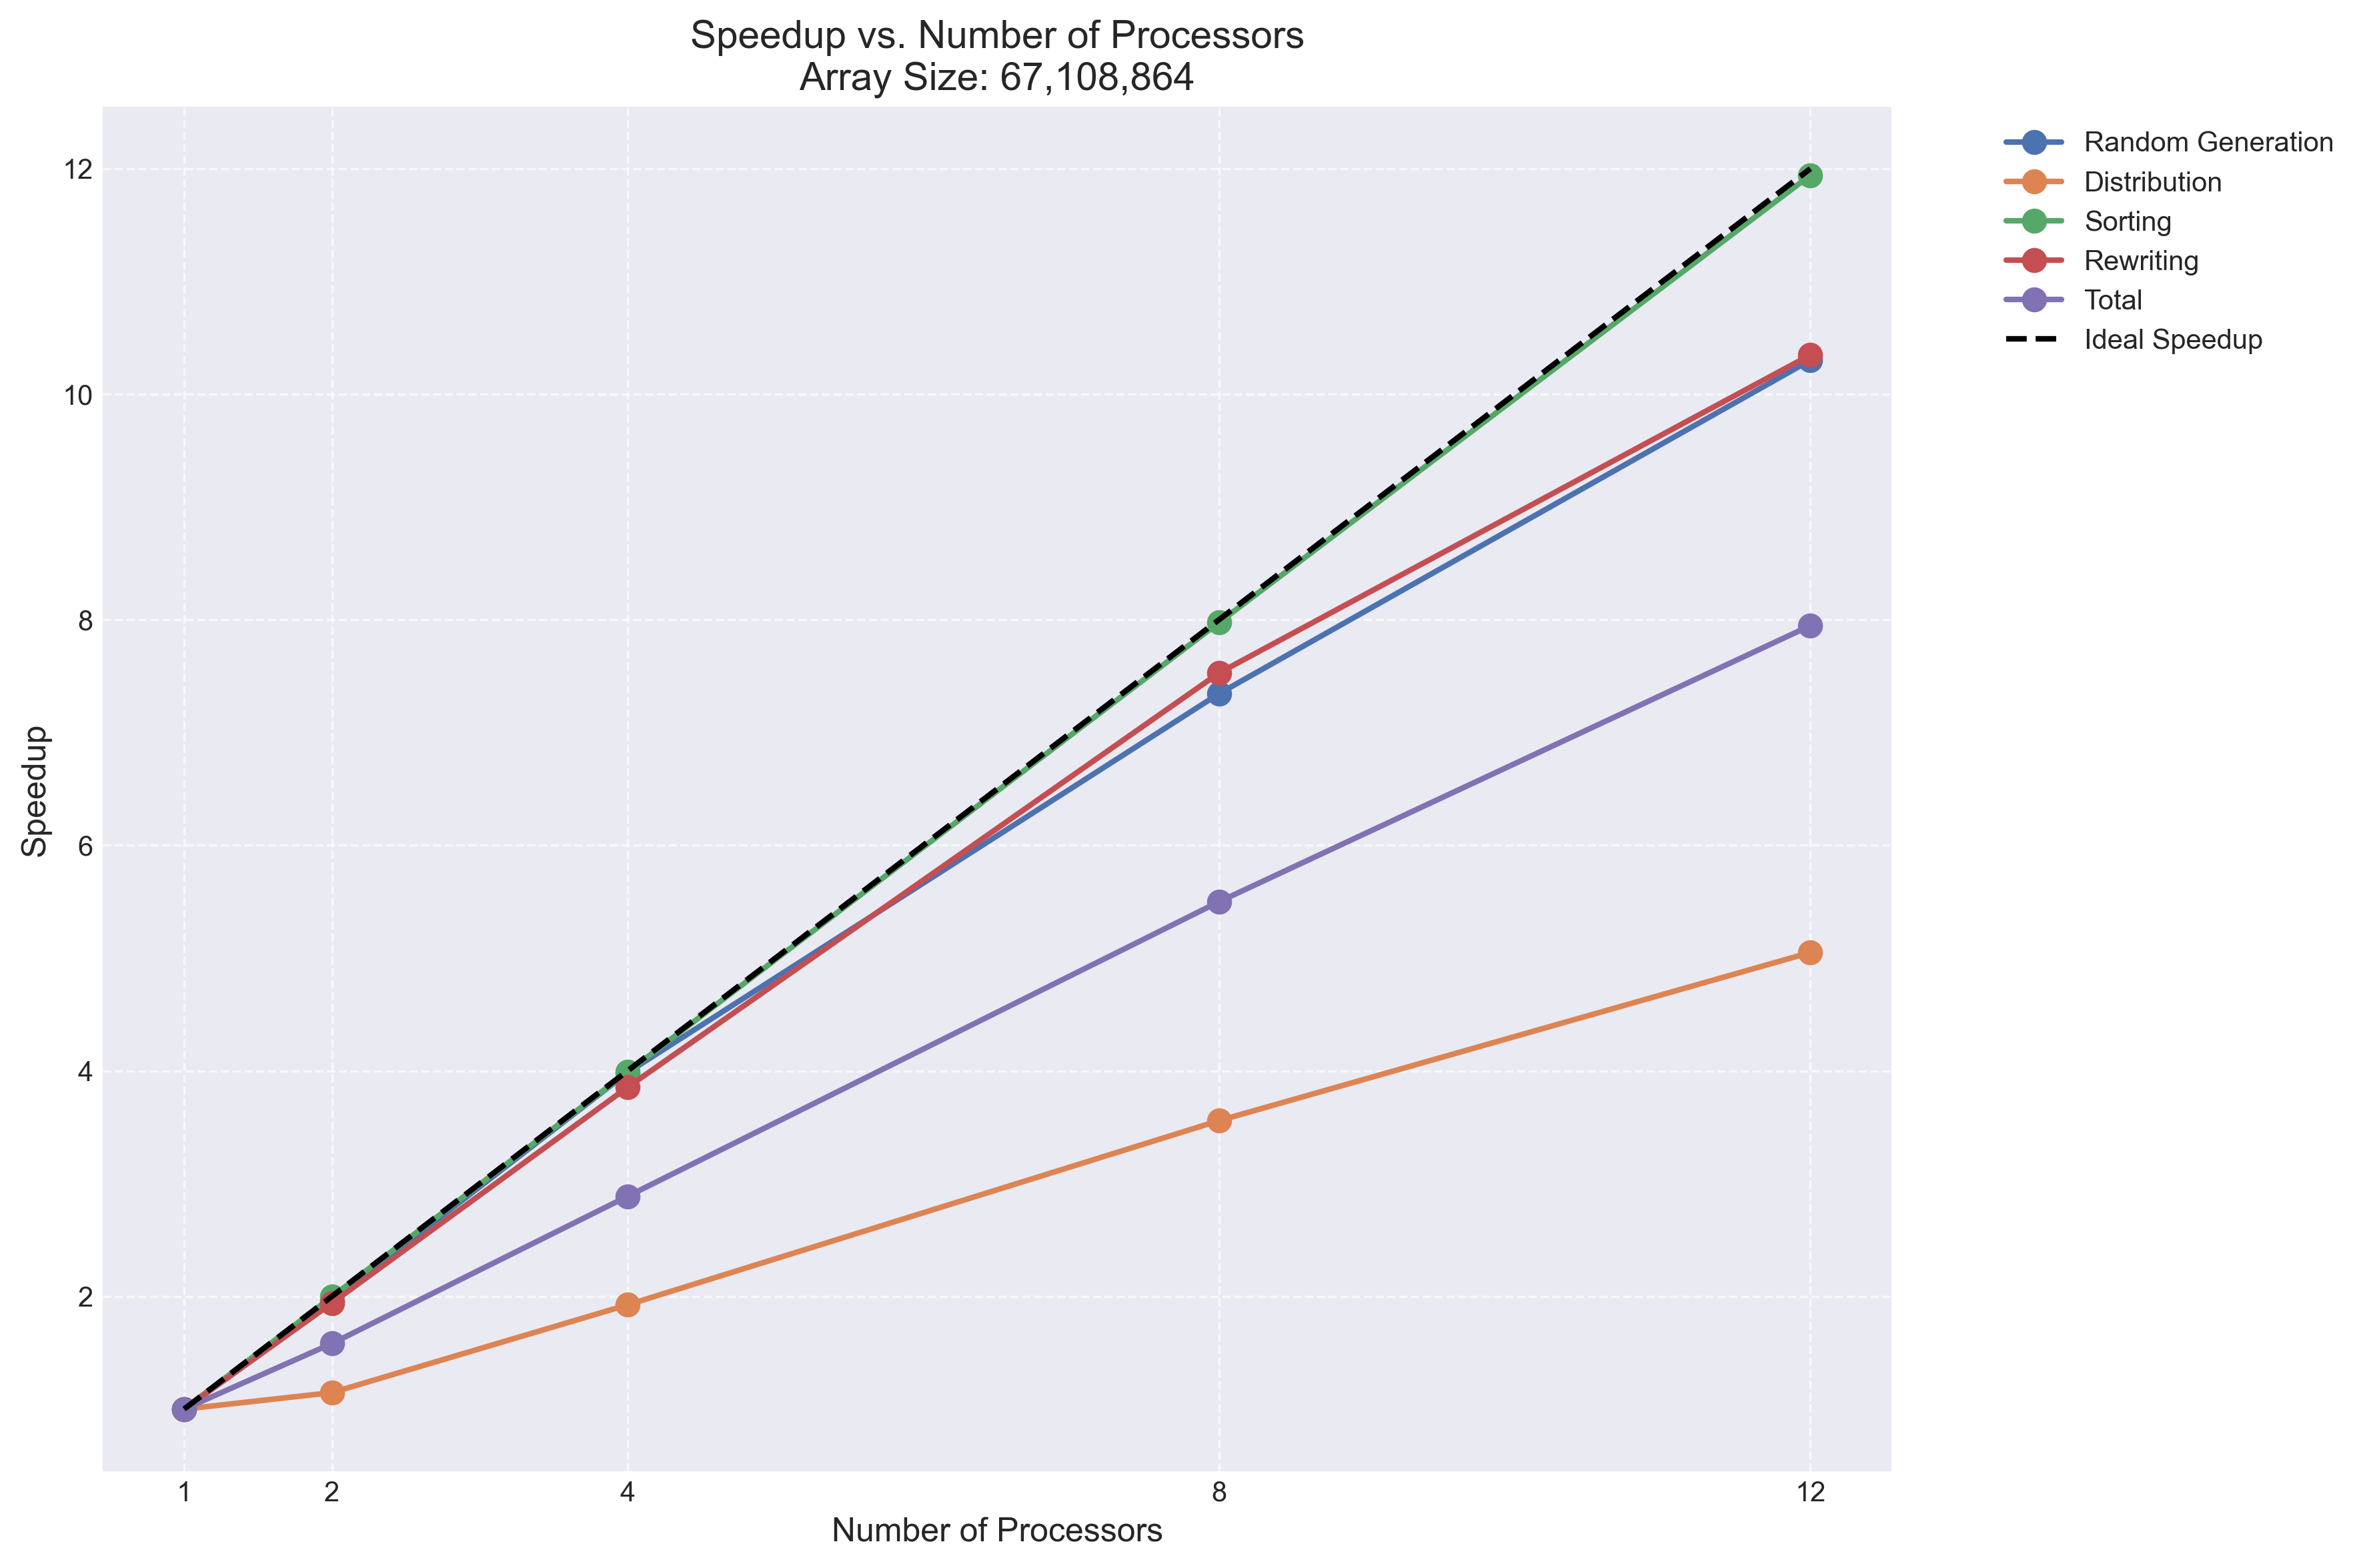 Speedup vs. Number of Processors
Array Size: 67,108,864
Random Generation
Distribution
Sorting
Rewriting
Total
Ideal Speedup
12
10
8
6
4
2
Speedup
1
2
4
8
12
Number of Processors